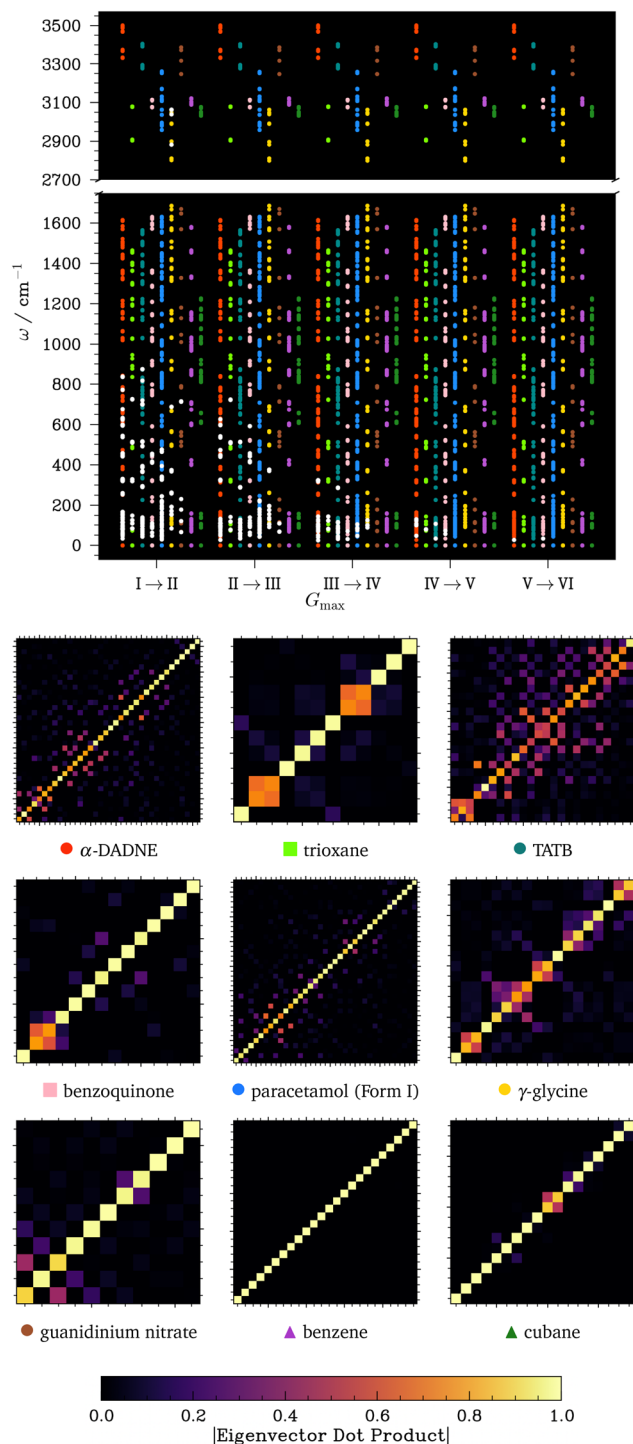 3500
3300
3100
2900
2700
1600
1400
1200
1000
800
600
400
200
0
ω / cm⁻¹
I → II
II → III
III → IV
IV → V
V → VI
G_max
α-DADNE
trioxane
TATB
benzoquinone
paracetamol (Form I)
γ-glycine
guanidinium nitrate
benzene
cubane
0.0 0.2 0.4 0.6 0.8 1.0
|Eigenvector Dot Product|